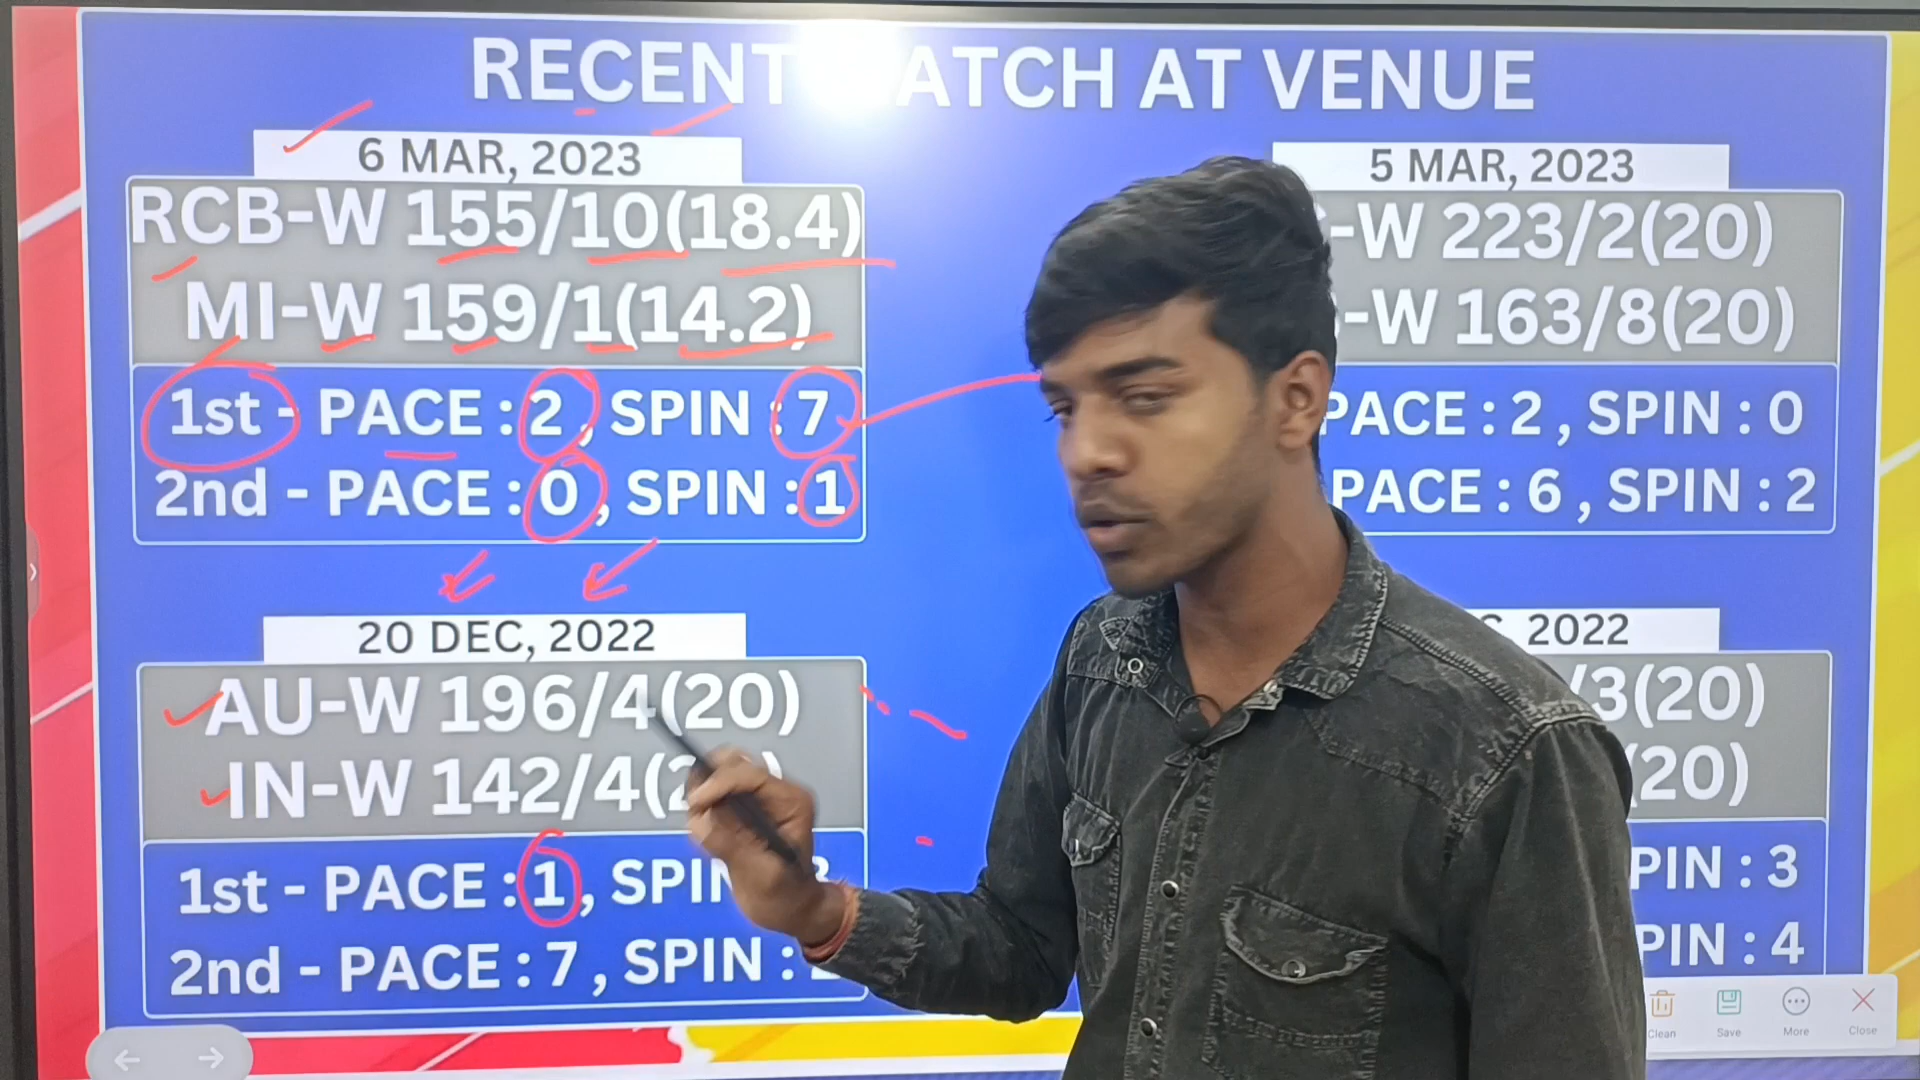 RECENT ATCH AT VENUE
6 MAR, 2023
RCB-W 155/10(18.4)
MI-W 159/1(14.2)
1st - PACE : 2 , SPIN : 7
2nd - PACE : 0 , SPIN : 1
5 MAR, 2023
-W 223/2(20)
-W 163/8(20)
PACE : 2 , SPIN : 0
PACE : 6 , SPIN : 2
20 DEC, 2022
AU-W 196/4(20)
IN-W 142/4(2
1st - PACE : 1 , SPIN
2nd - PACE : 7 , SPIN :
2022
/3(20)
(20)
PIN : 3
PIN : 4
Clean
Save
More
Close